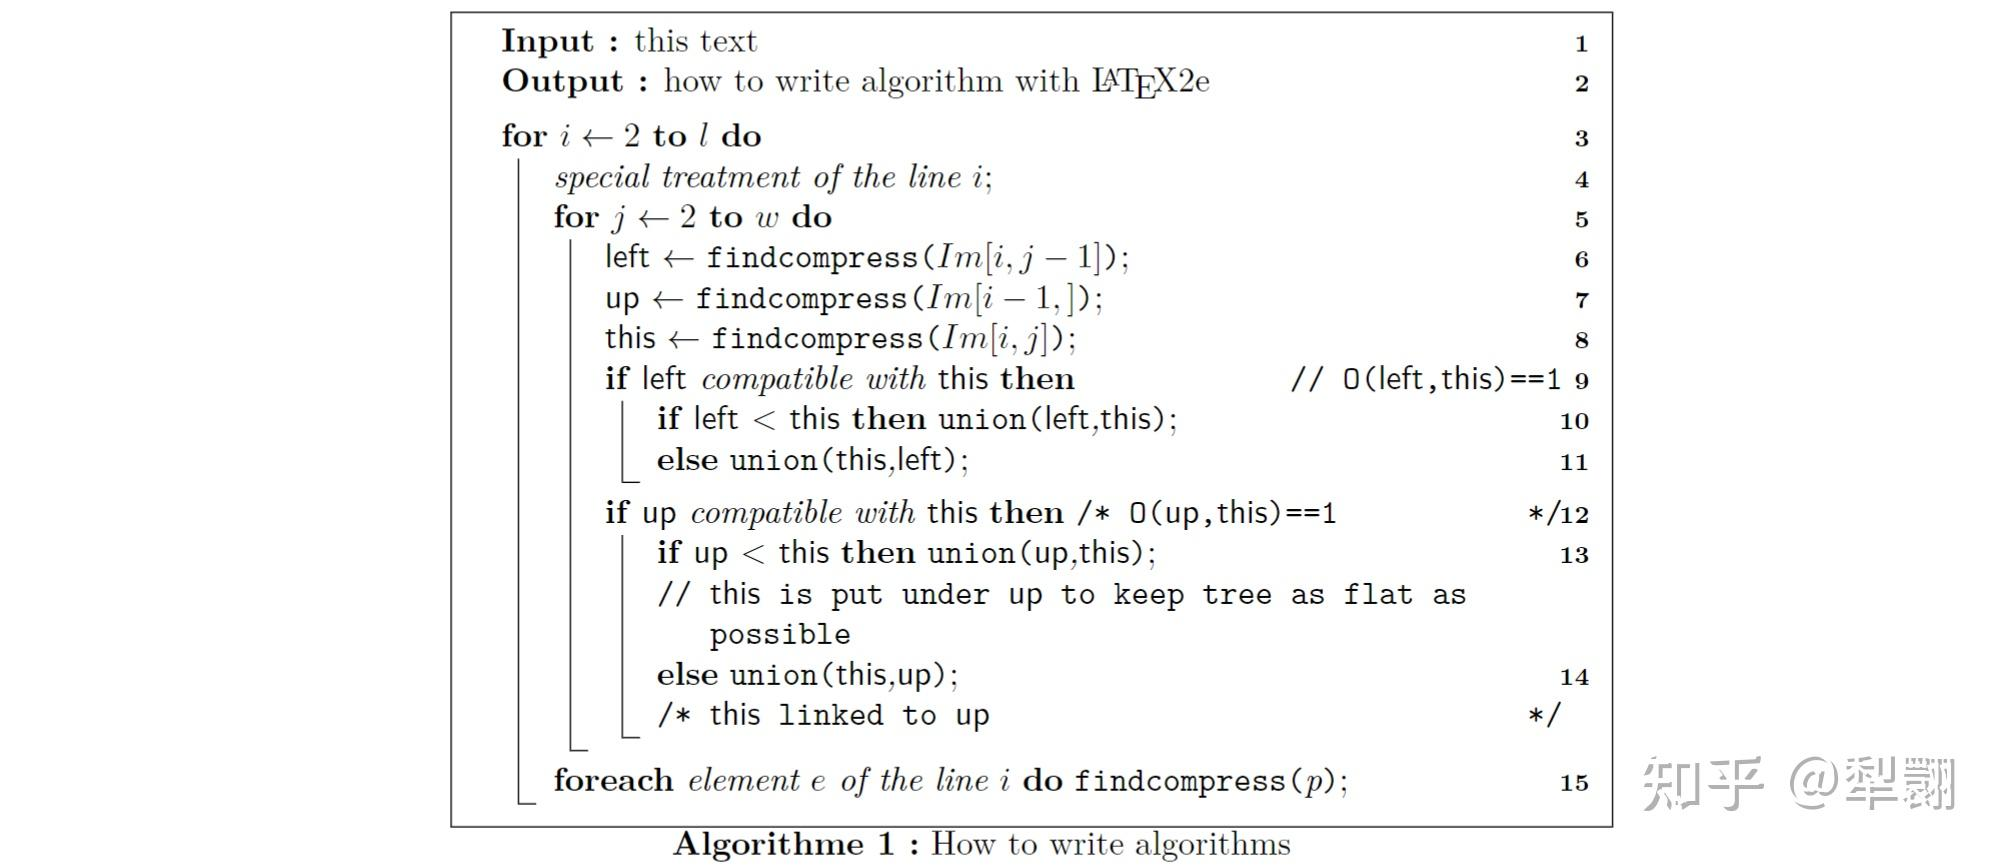 Input : this text 1
Output : how to write algorithm with LATEX2e 2
for i ← 2 to l do 3
special treatment of the line i; 4
for j ← 2 to w do 5
left ← findcompress(Im[i, j − 1]); 6
up ← findcompress(Im[i − 1, ]); 7
this ← findcompress(Im[i, j]); 8
if left compatible with this then // O(left,this)==1 9
if left < this then union(left,this); 10
else union(this,left); 11
if up compatible with this then /* O(up,this)==1 */12
if up < this then union(up,this); 13
// this is put under up to keep tree as flat as
possible
else union(this,up); 14
/* this linked to up */
foreach element e of the line i do findcompress(p); 15
Algorithme 1 : How to write algorithms
知乎 @犁翾